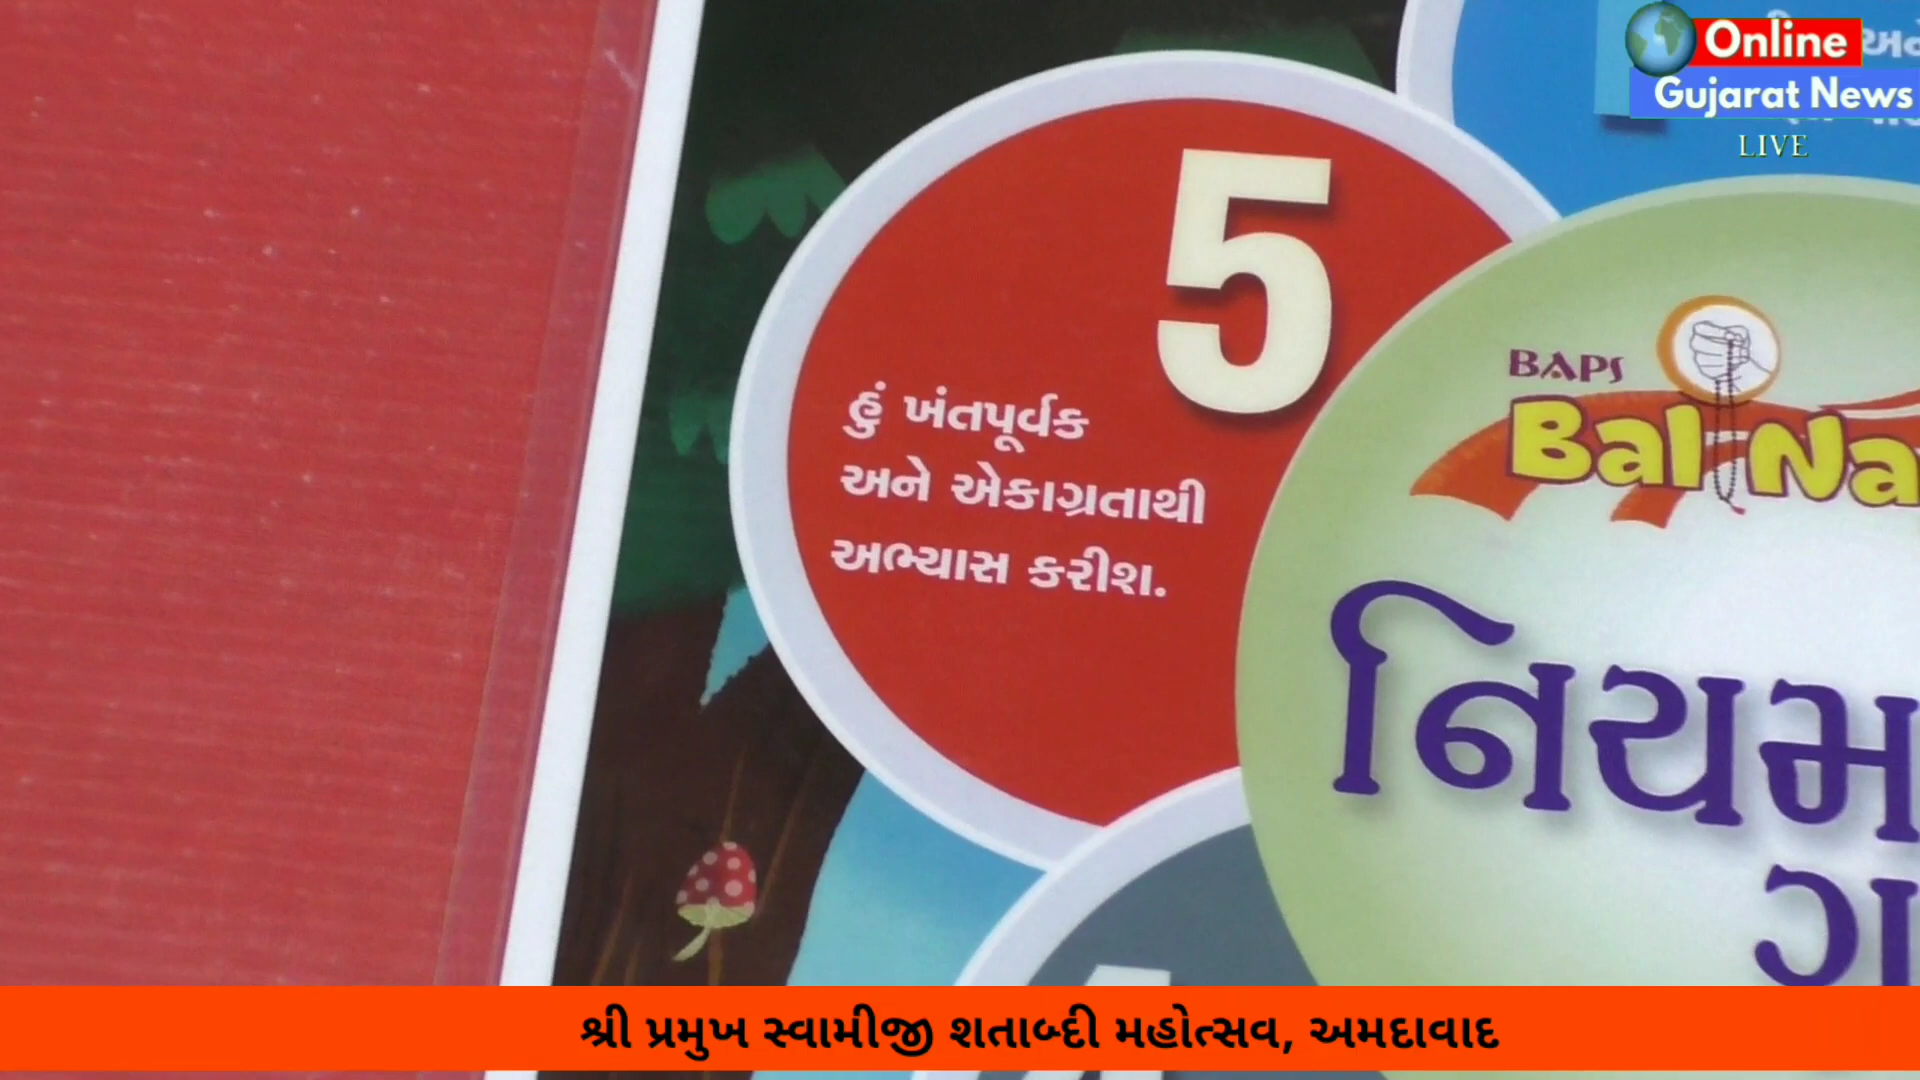 Online
Gujarat News
LIVE
5
હું ખંતપૂર્વક
અને એકાગ્રતાથી
અભ્યાસ કરીશ.
BAPS
Bal Na
નિયમ
શ્રી પ્રમુખ સ્વામીજી શતાબ્દી મહોત્સવ, અમદાવાદ